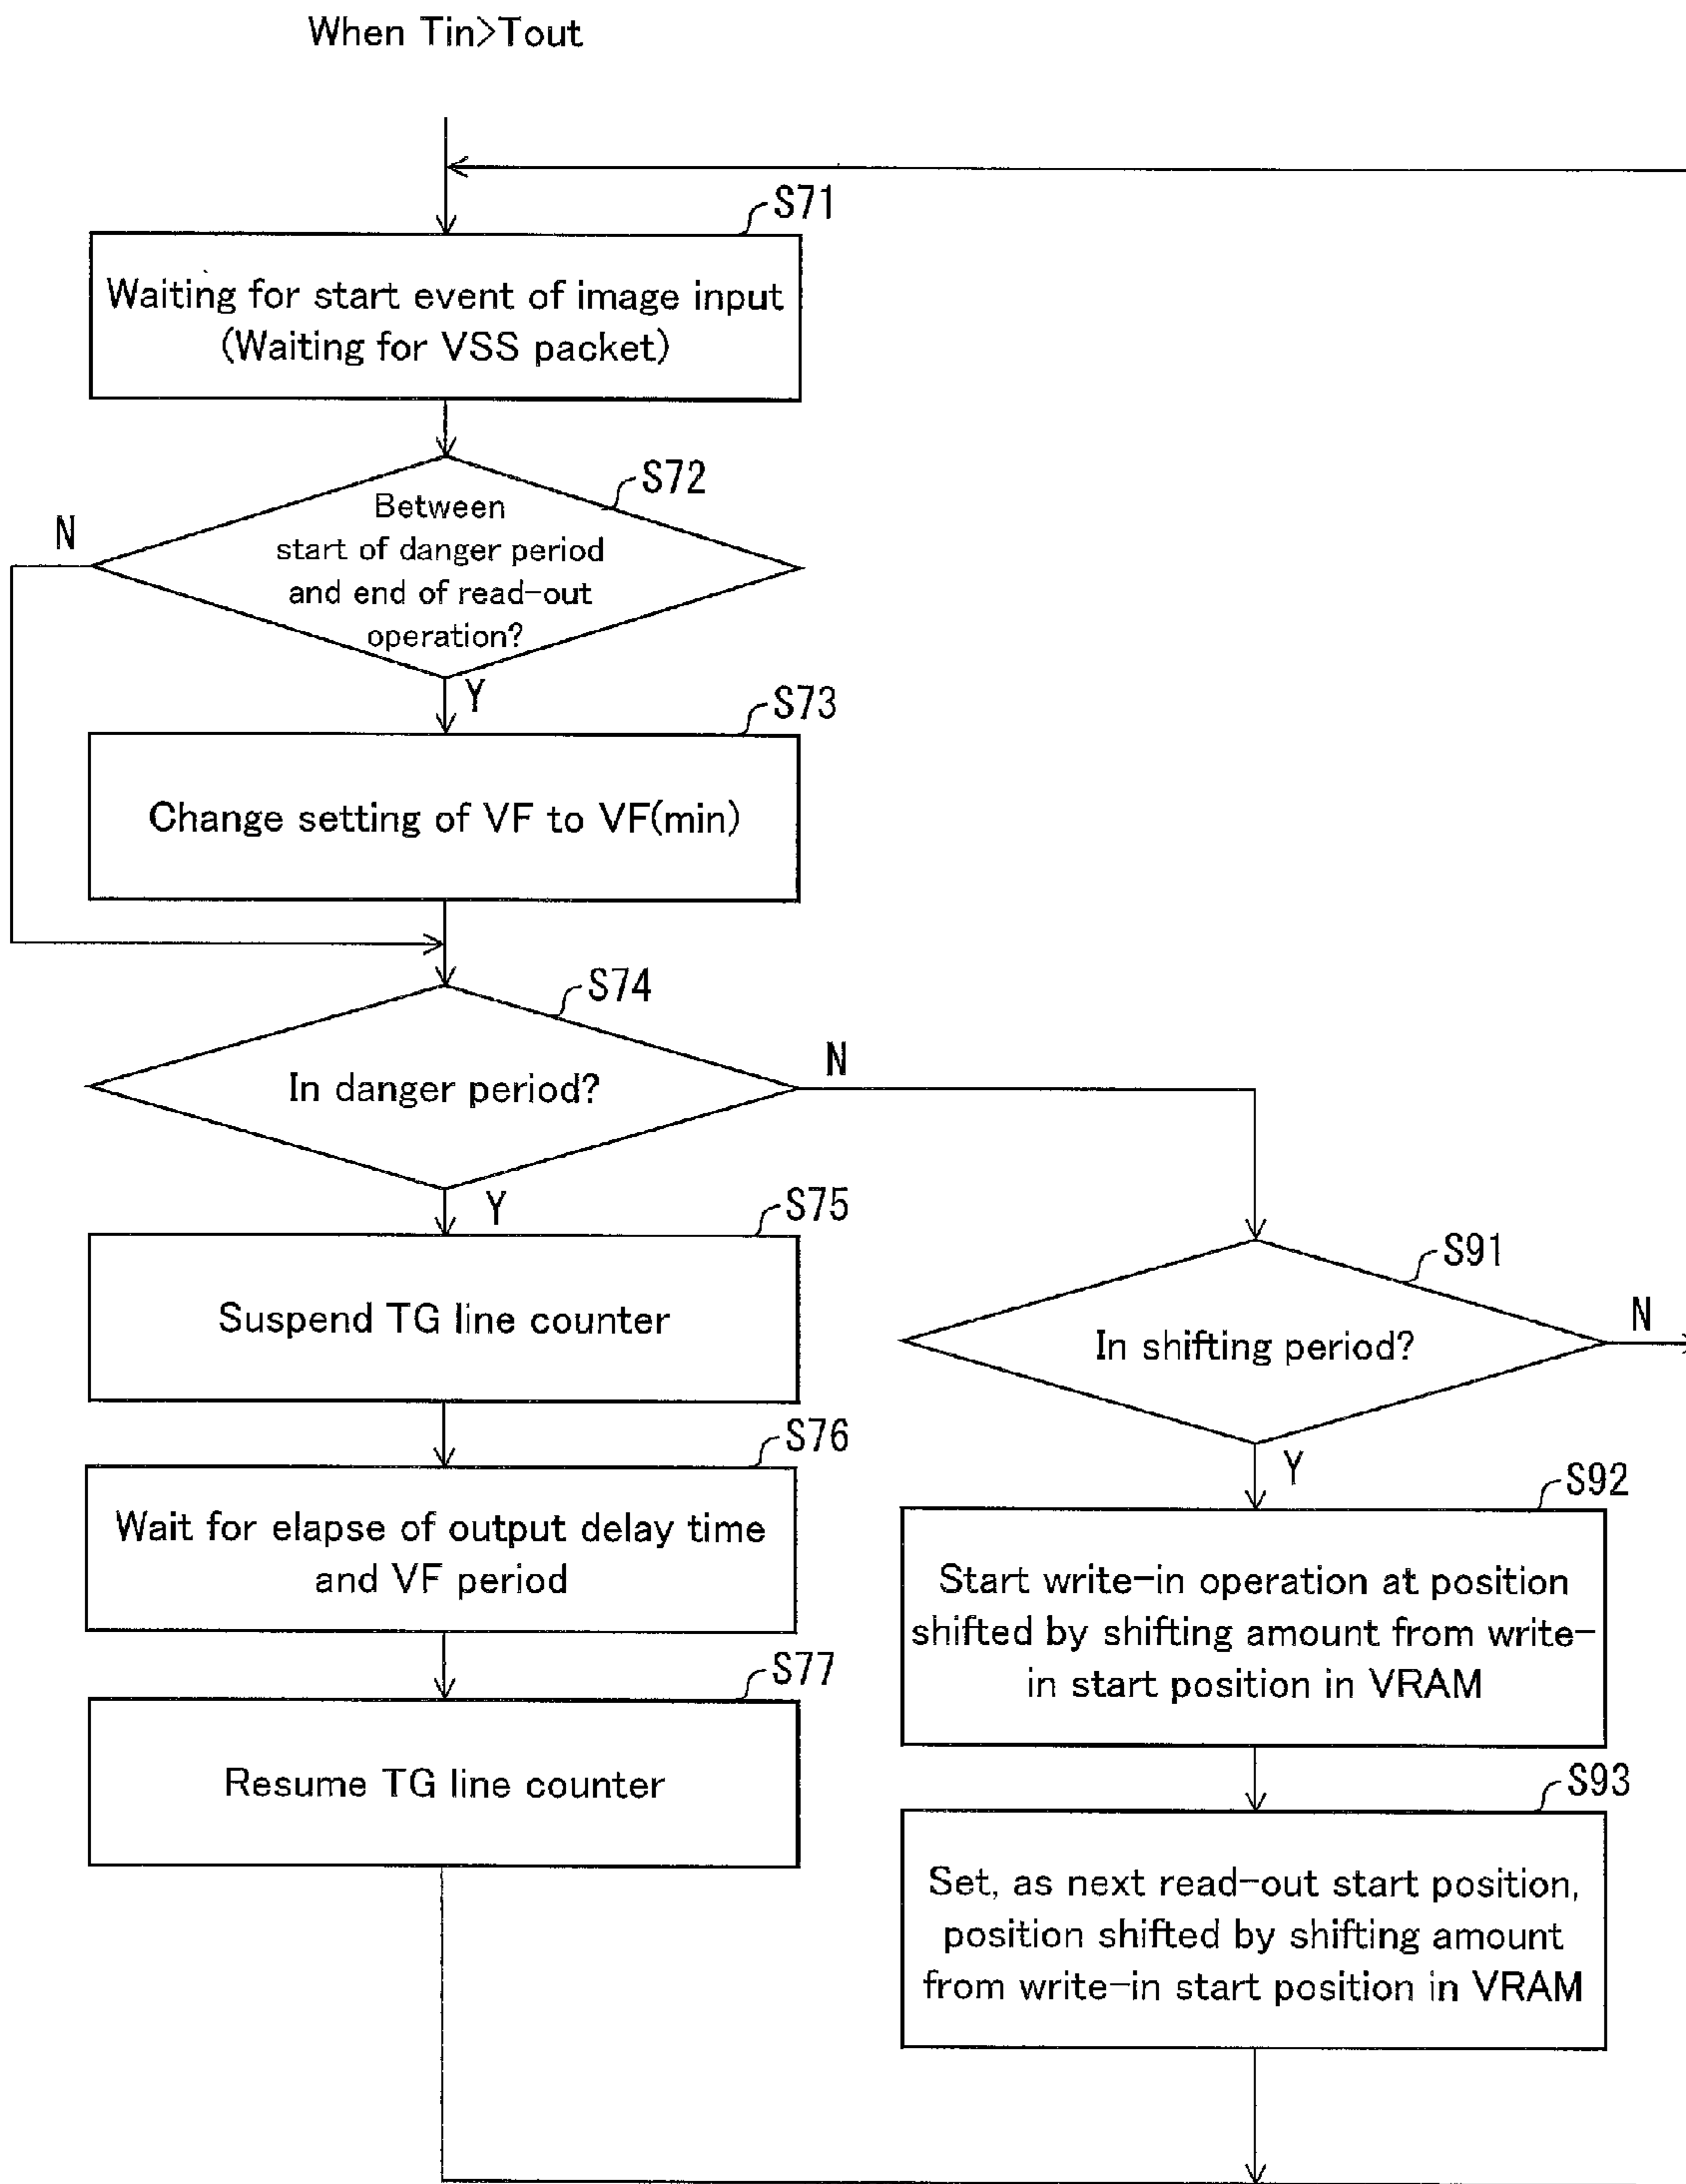 When Tin>Tout
S71
Waiting for start event of image input
(Waiting for VSS packet)
S72
Between
start of danger period
and end of read-out
operation?
N
Y
S73
Change setting of VF to VF(min)
S74
In danger period?
N
Y
S75
Suspend TG line counter
S76
Wait for elapse of output delay time
and VF period
S77
Resume TG line counter
S91
In shifting period?
N
Y
S92
Start write-in operation at position
shifted by shifting amount from write-
in start position in VRAM
S93
Set, as next read-out start position,
position shifted by shifting amount
from write-in start position in VRAM